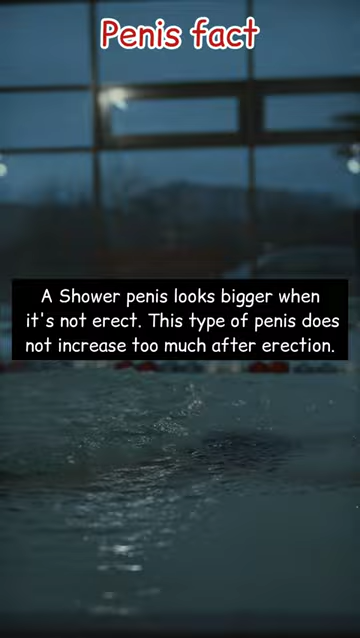 Penis fact
A Shower penis looks bigger when
it's not erect. This type of penis does
not increase too much after erection.